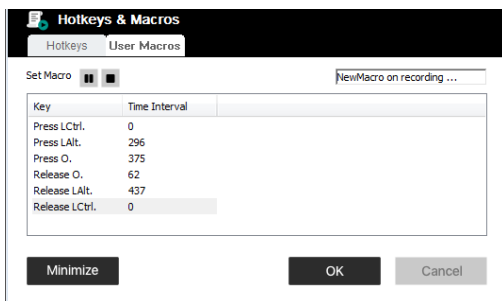 Hotkeys & Macros
Hotkeys User Macros
Set Macro NewMacro on recording ...
Key Time Interval
Press LCtrl. 0
Press LAlt. 296
Press O. 375
Release O. 62
Release LAlt. 437
Release LCtrl. 0
Minimize OK Cancel